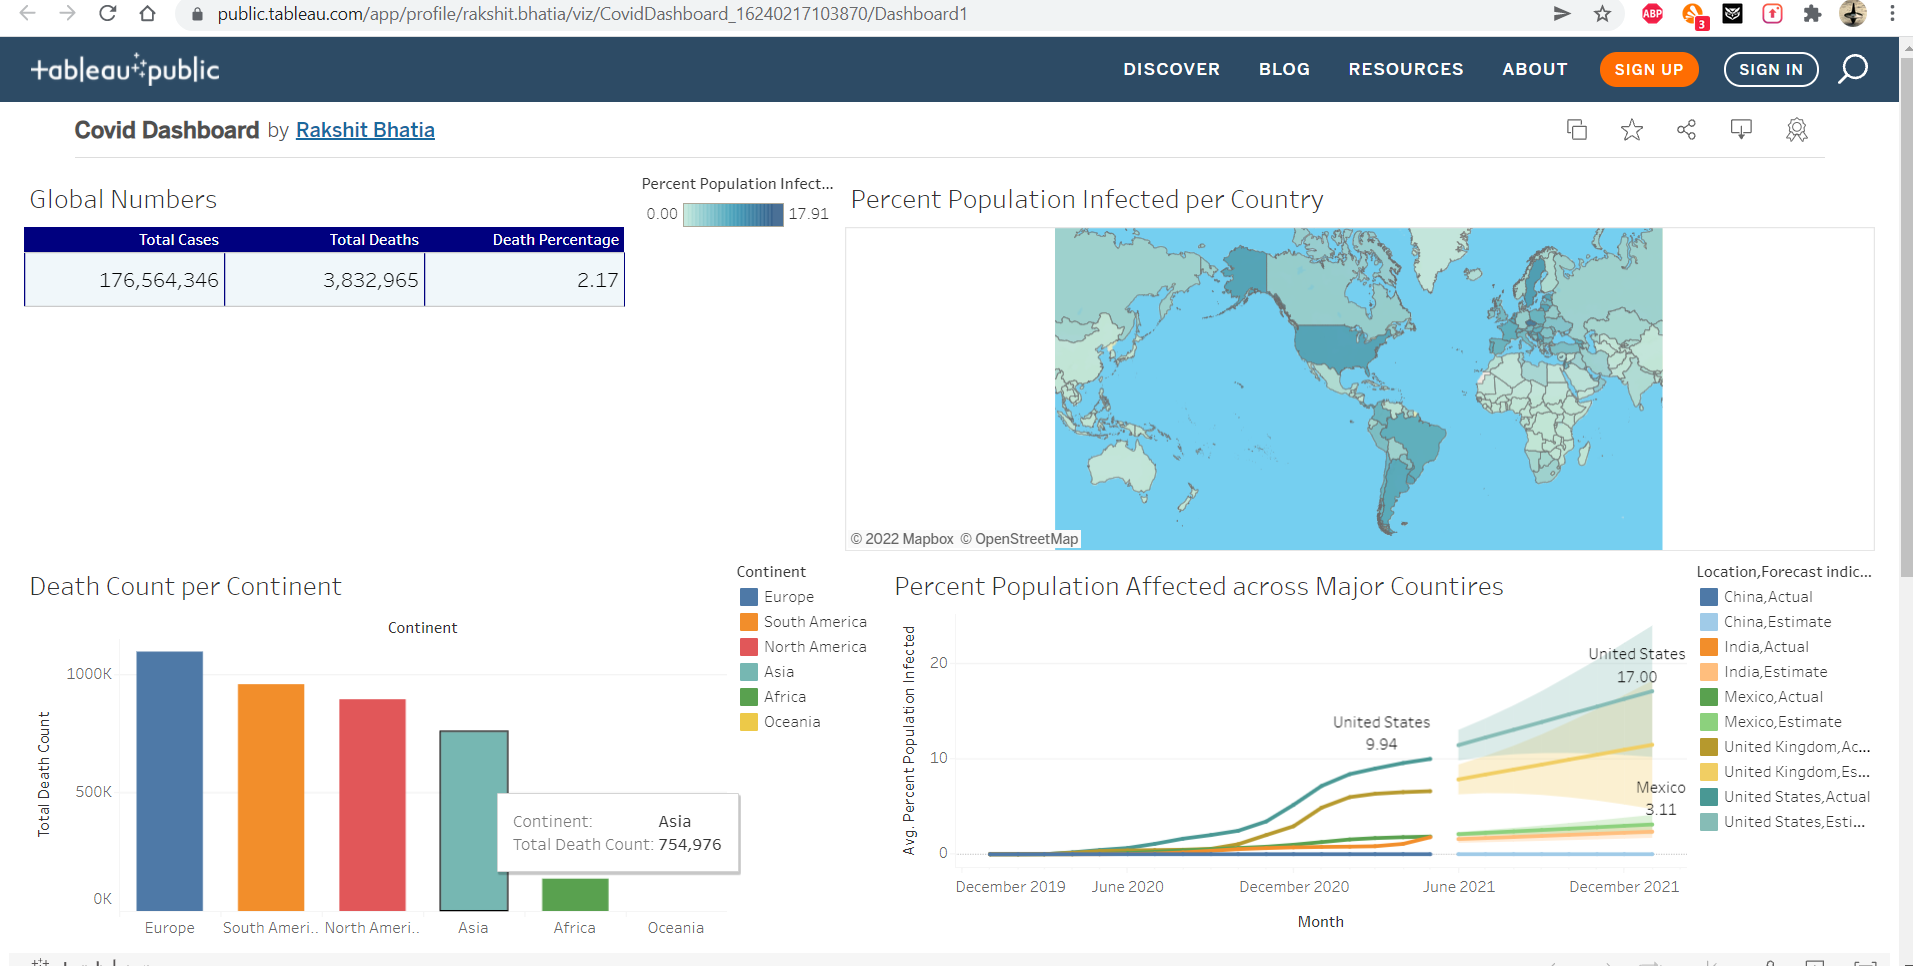 public.tableau.com/app/profile/rakshit.bhatia/viz/CovidDashboard_16240217103870/Dashboard1
ABP
3
+ableau public
DISCOVER
BLOG
RESOURCES
ABOUT
SIGN UP
SIGN IN
Covid Dashboard by Rakshit Bhatia
Global Numbers
Total Cases Total Deaths Death Percentage
176,564,346 3,832,965 2.17
Percent Population Infect...
0.00 17.91
Percent Population Infected per Country
© 2022 Mapbox © OpenStreetMap
Death Count per Continent
Continent
Total Death Count
1000K
500K
0K
Europe
South Ameri..
North Ameri..
Asia
Africa
Oceania
Continent: Asia
Total Death Count: 754,976
Continent
Europe
South America
North America
Asia
Africa
Oceania
Percent Population Affected across Major Countires
Avg. Percent Population Infected
20
10
0
United States
9.94
United States
17.00
Mexico
3.11
December 2019
June 2020
December 2020
June 2021
December 2021
Month
Location,Forecast indic...
China,Actual
China,Estimate
India,Actual
India,Estimate
Mexico,Actual
Mexico,Estimate
United Kingdom,Ac...
United Kingdom,Es...
United States,Actual
United States,Esti...